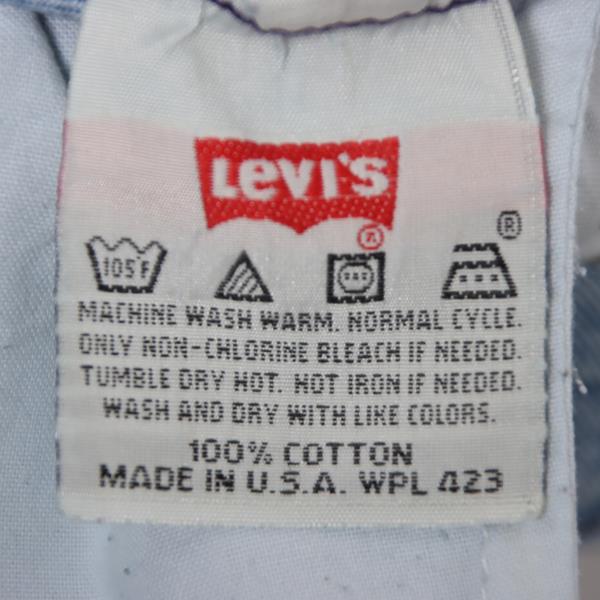 Levi's
®
®
105°F
MACHINE WASH WARM. NORMAL CYCLE.
ONLY NON-CHLORINE BLEACH IF NEEDED.
TUMBLE DRY HOT. HOT IRON IF NEEDED.
WASH AND DRY WITH LIKE COLORS.
100% COTTON
MADE IN U.S.A. WPL 423